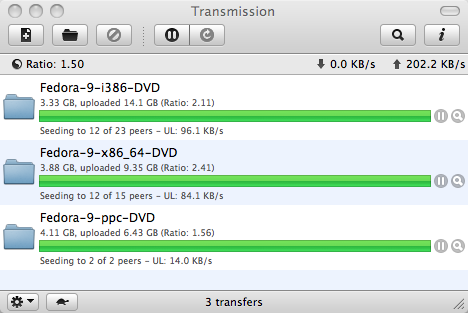 Transmission
Ratio: 1.50 0.0 KB/s 202.2 KB/s
Fedora-9-i386-DVD
3.33 GB, uploaded 14.1 GB (Ratio: 2.11)
Seeding to 12 of 23 peers - UL: 96.1 KB/s
Fedora-9-x86_64-DVD
3.88 GB, uploaded 9.35 GB (Ratio: 2.41)
Seeding to 12 of 15 peers - UL: 84.1 KB/s
Fedora-9-ppc-DVD
4.11 GB, uploaded 6.43 GB (Ratio: 1.56)
Seeding to 2 of 2 peers - UL: 14.0 KB/s
3 transfers